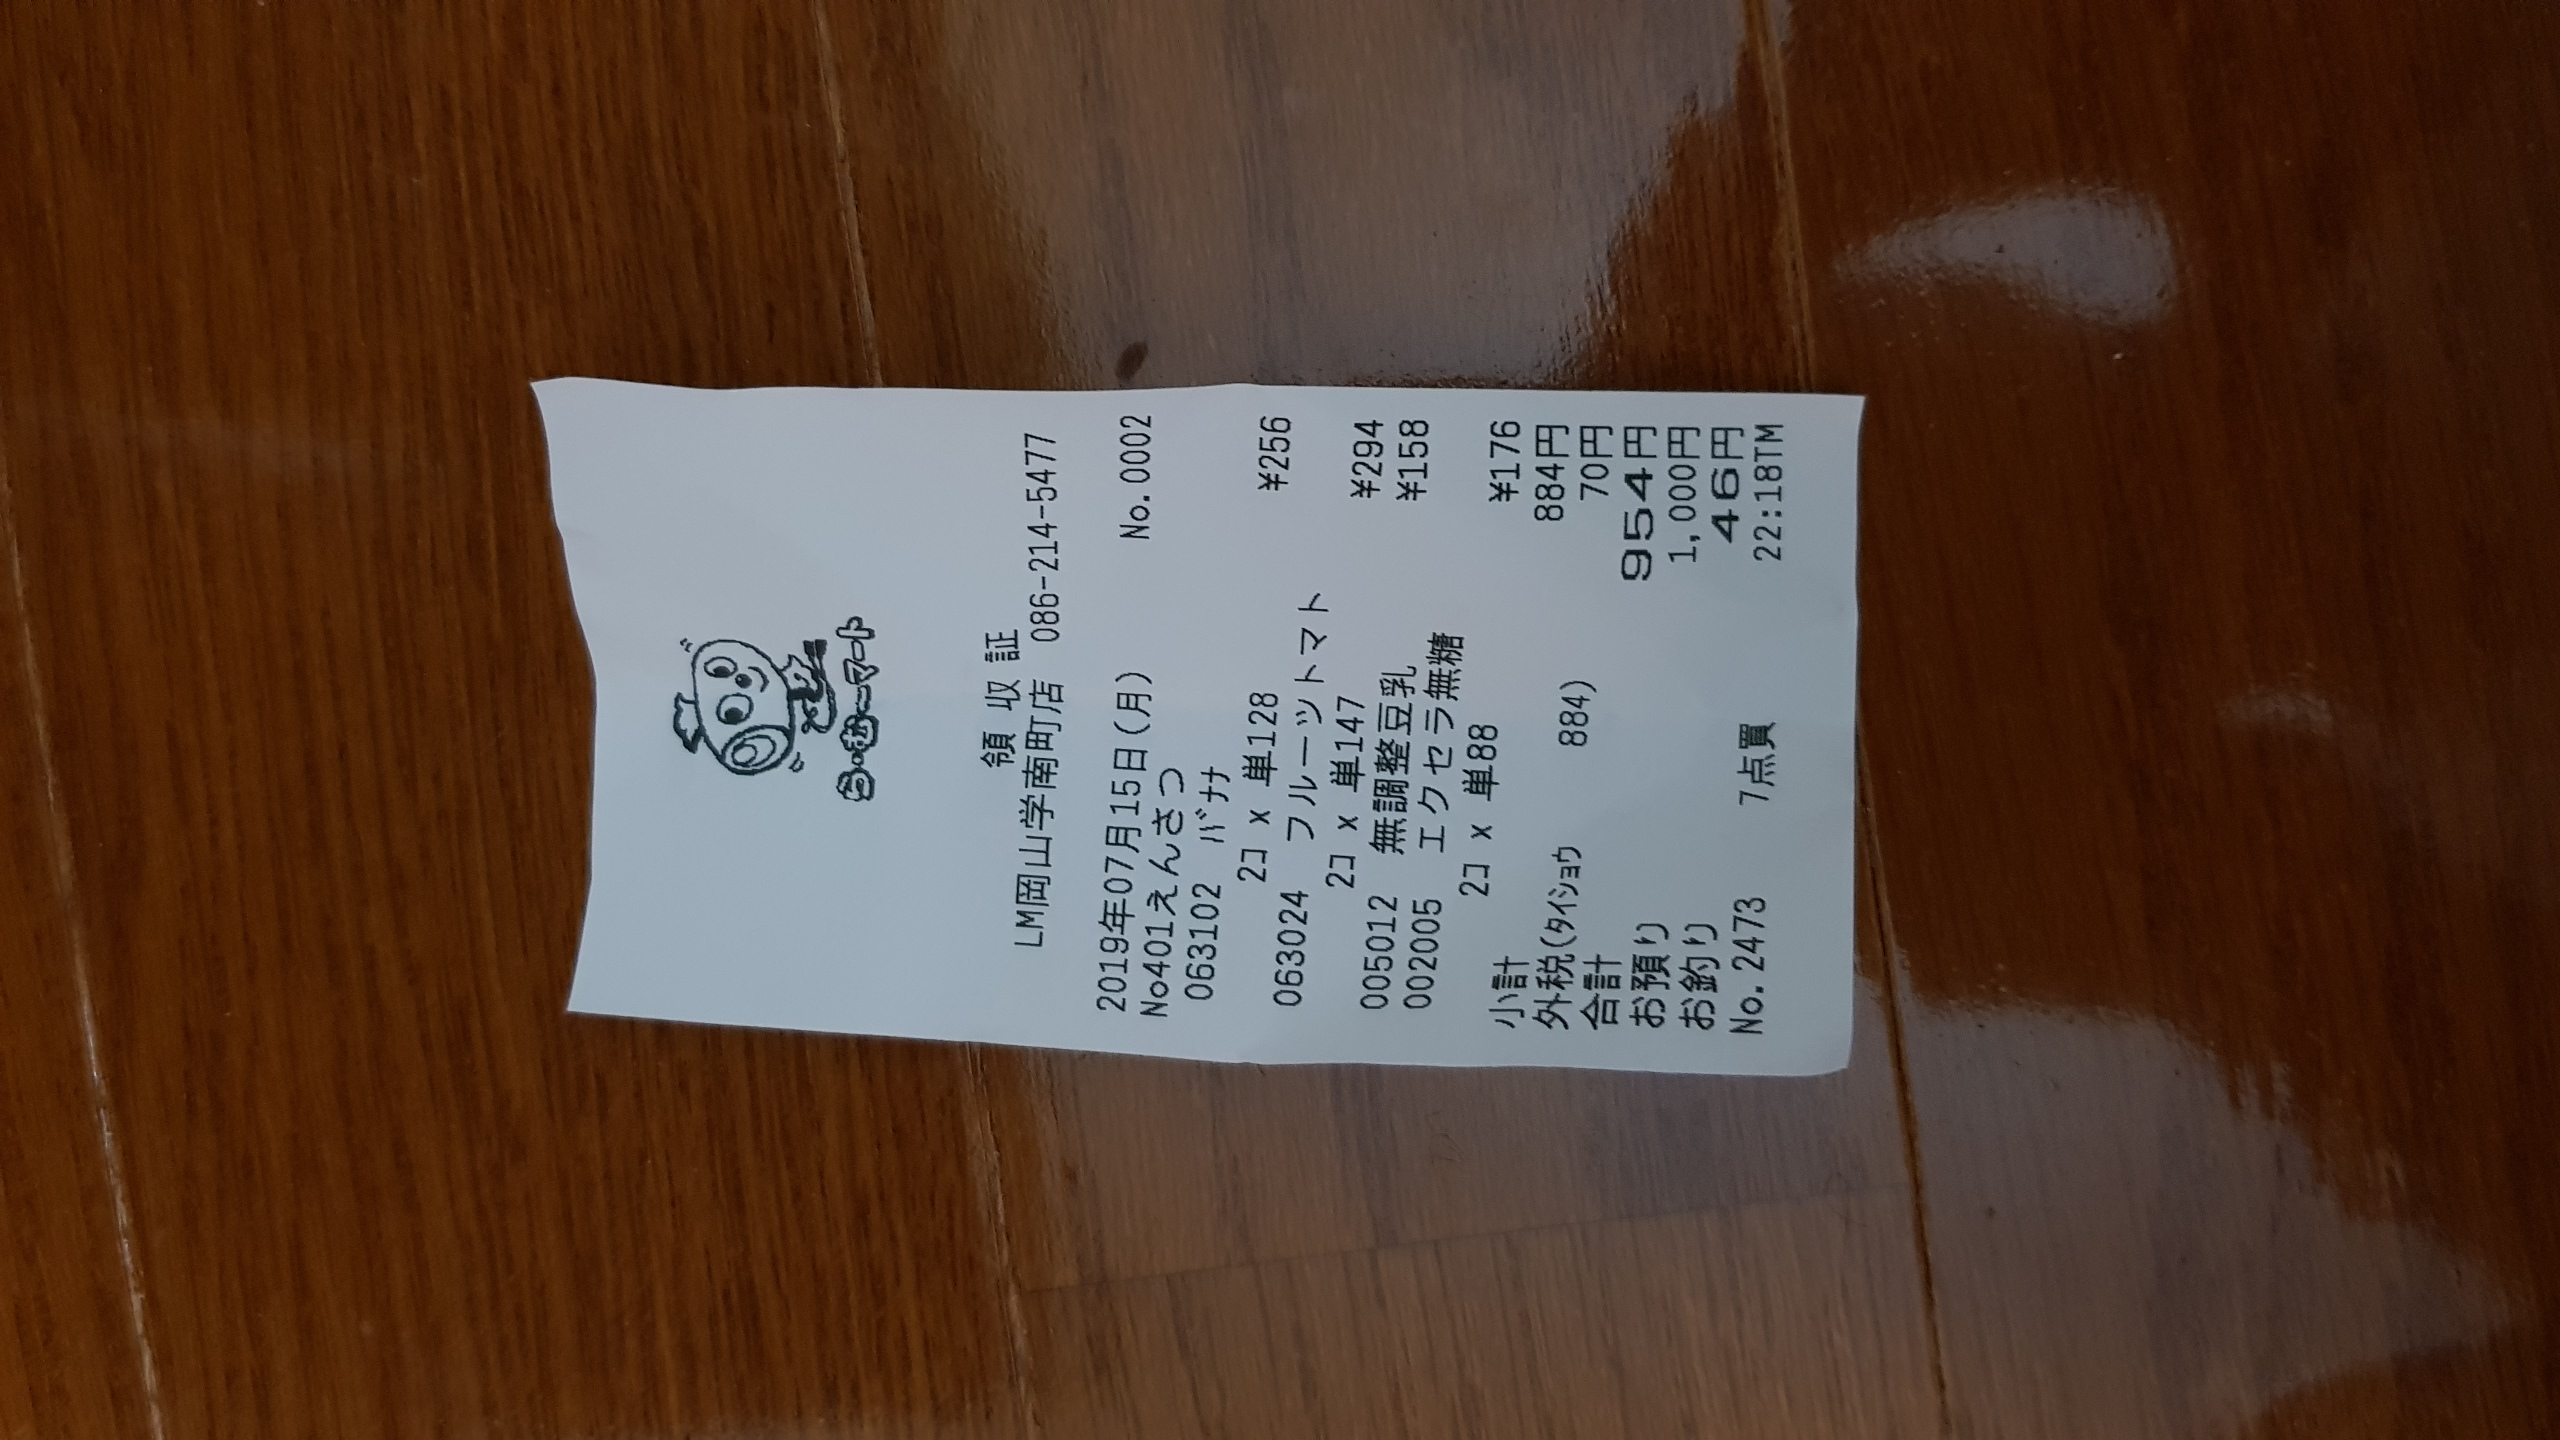 ら・む～マート
領収証
LM岡山学南町店 086-214-5477
2019年07月15日(月) No.0002
No401えんさつ
063102 ﾊﾞﾅﾅ
2コ x 単128 ¥256
063024 フルーツトマト
2コ x 単147 ¥294
005012 無調整豆乳 ¥158
002005 エクセラ無糖
2コ x 単88 ¥176
小計 884円
外税(ﾀｲｼｮｳ 884) 70円
合計 954円
お預り 1,000円
お釣り 46円
No.2473 7点買 22:18TM